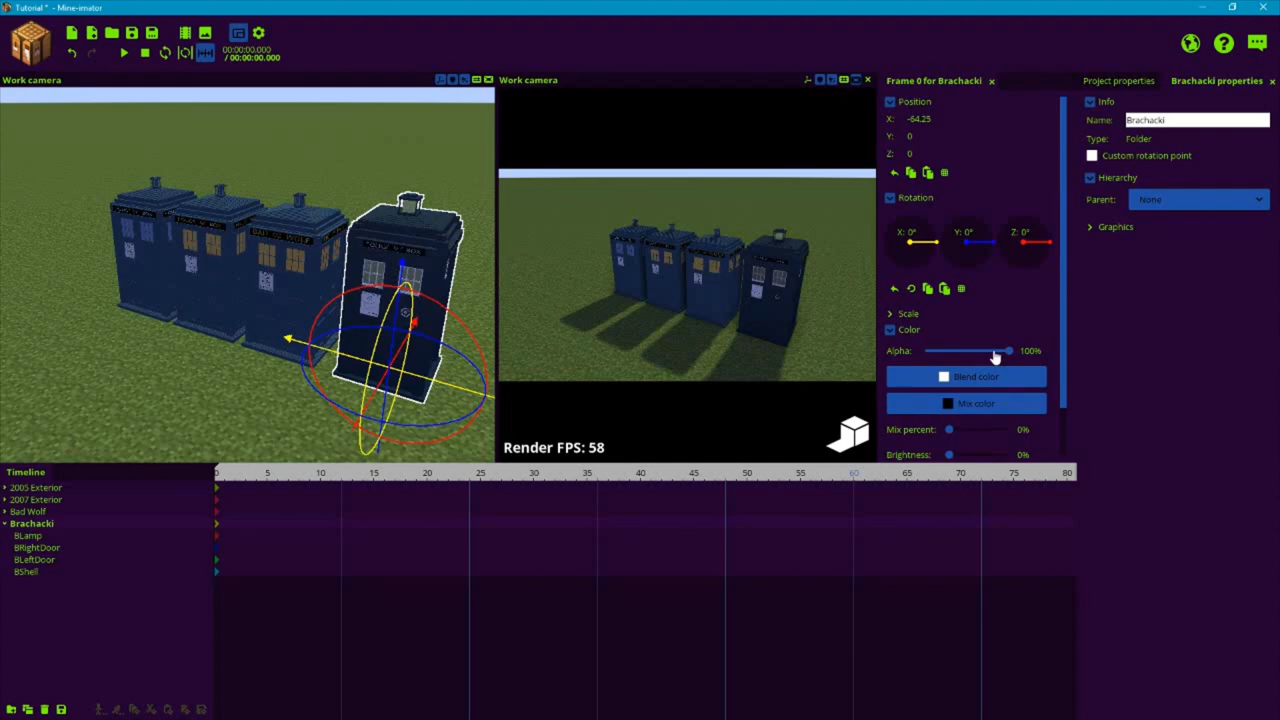 Tutorial * - Mine-imator
00:00:00.000
/ 00:00:00.000
Work camera
Work camera
Frame 0 for Brachacki
Project properties
Brachacki properties
Position
X: -64.25
Y: 0
Z: 0
Rotation
X: 0°
Y: 0°
Z: 0°
Scale
Color
Alpha: 100%
Blend color
Mix color
Mix percent: 0%
Brightness: 0%
Info
Name: Brachacki
Type: Folder
Custom rotation point
Hierarchy
Parent: None
Graphics
BAD WOLF
POLICE BOX
Render FPS: 58
Timeline
0 5 10 15 20 25 30 35 40 45 50 55 60 65 70 75 80
2005 Exterior
2007 Exterior
Bad Wolf
Brachacki
BLamp
BRightDoor
BLeftDoor
BShell